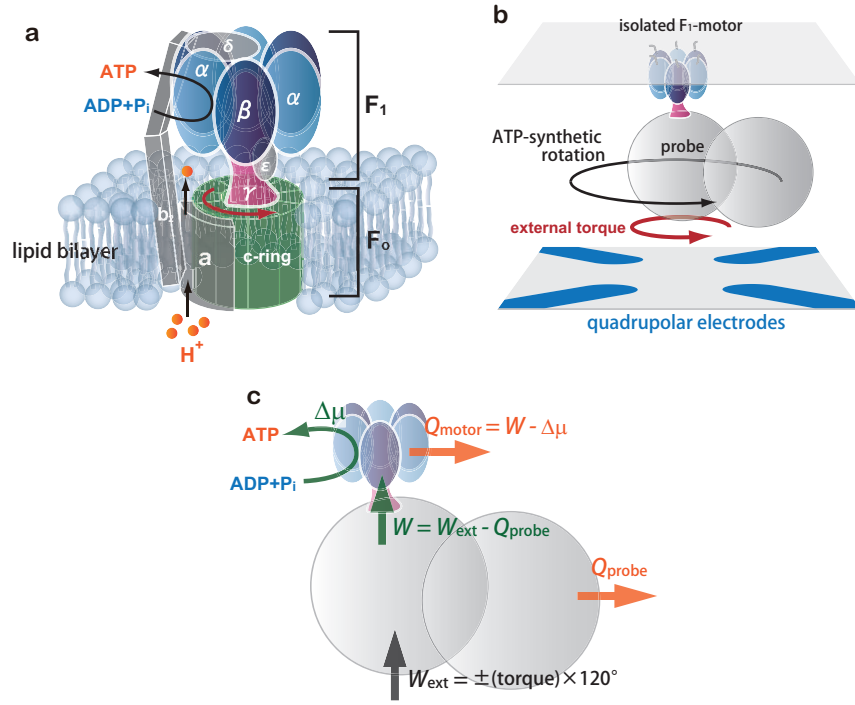 a
δ
α
α
β
ATP
ADP+Pi
F₁
ε
γ
b₂
lipid bilayer
a
c-ring
Fₒ
H⁺
b
isolated F₁-motor
ATP-synthetic
rotation
probe
external torque
quadrupolar electrodes
c
Δμ
ATP
ADP+Pi
Qmotor = W - Δμ
W = Wext - Qprobe
Qprobe
Wext = ±(torque)×120°